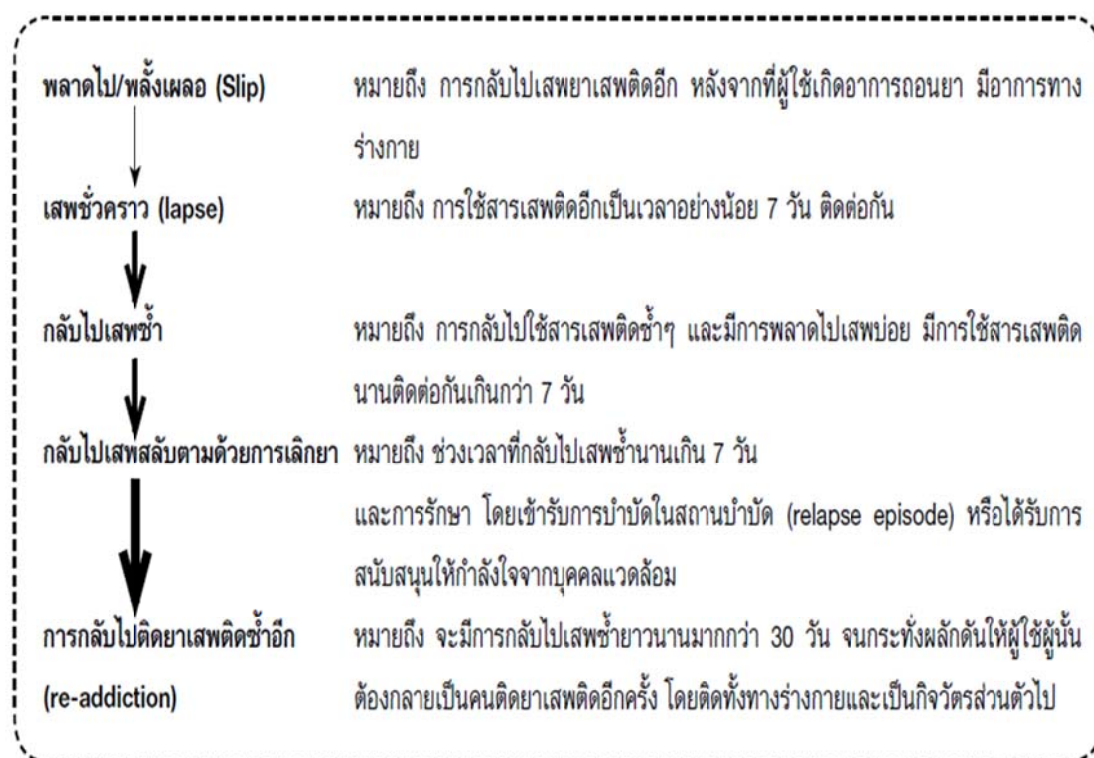 พลาดไป/พลั้งเผลอ (Slip) หมายถึง การกลับไปเสพยาเสพติดอีก หลังจากที่ผู้ใช้เกิดอาการถอนยา มีอาการทาง
ร่างกาย
เสพชั่วคราว (lapse) หมายถึง การใช้สารเสพติดอีกเป็นเวลาอย่างน้อย 7 วัน ติดต่อกัน
กลับไปเสพซ้ำ หมายถึง การกลับไปใช้สารเสพติดซ้ำๆ และมีการพลาดไปเสพบ่อย มีการใช้สารเสพติด
นานติดต่อกันเกินกว่า 7 วัน
กลับไปเสพสลับตามด้วยการเลิกยา หมายถึง ช่วงเวลาที่กลับไปเสพซ้ำนานเกิน 7 วัน
และการรักษา โดยเข้ารับการบำบัดในสถานบำบัด (relapse episode) หรือได้รับการ
สนับสนุนให้กำลังใจจากบุคคลแวดล้อม
การกลับไปติดยาเสพติดซ้ำอีก หมายถึง จะมีการกลับไปเสพซ้ำยาวนานมากกว่า 30 วัน จนกระทั่งผลักดันให้ผู้ใช้ผู้นั้น
(re-addiction) ต้องกลายเป็นคนติดยาเสพติดอีกครั้ง โดยติดทั้งทางร่างกายและเป็นกิจวัตรส่วนตัวไป